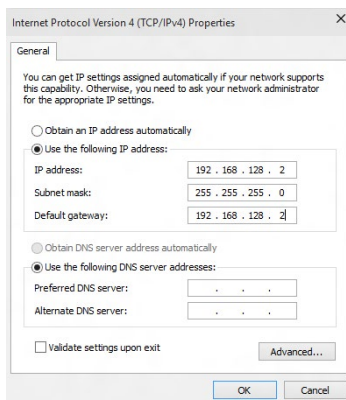 Internet Protocol Version 4 (TCP/IPv4) Properties
General
You can get IP settings assigned automatically if your network supports
this capability. Otherwise, you need to ask your network administrator
for the appropriate IP settings.
Obtain an IP address automatically
Use the following IP address:
IP address: 192 . 168 . 128 . 2
Subnet mask: 255 . 255 . 255 . 0
Default gateway: 192 . 168 . 128 . 2
Obtain DNS server address automatically
Use the following DNS server addresses:
Preferred DNS server: . . .
Alternate DNS server: . . .
Validate settings upon exit
Advanced...
OK Cancel